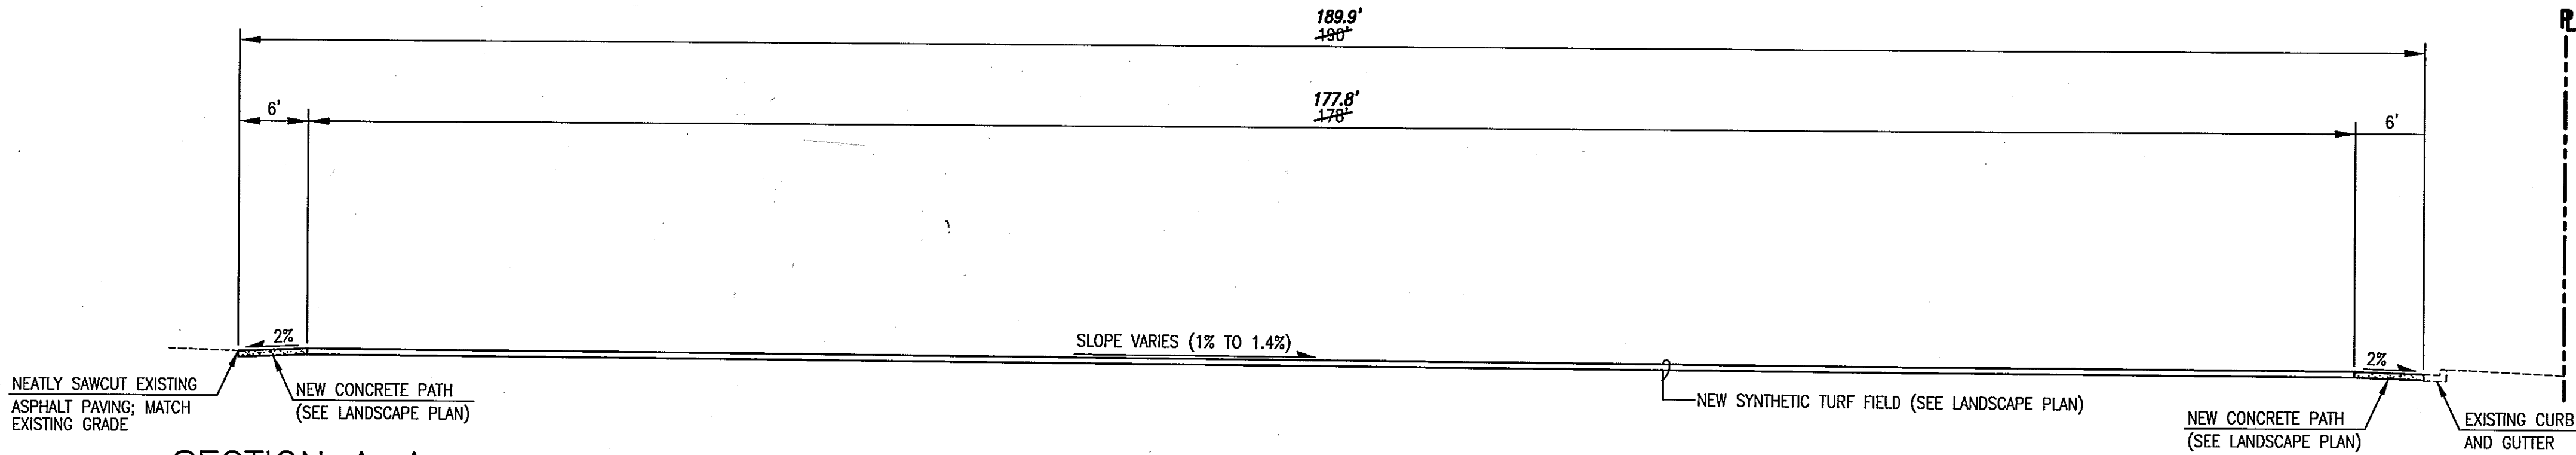 189.9'
190'
PL
177.8'
178'
6'
6'
2%
SLOPE VARIES (1% TO 1.4%)
2%
NEATLY SAWCUT EXISTING
ASPHALT PAVING; MATCH
EXISTING GRADE
NEW CONCRETE PATH
(SEE LANDSCAPE PLAN)
NEW SYNTHETIC TURF FIELD (SEE LANDSCAPE PLAN)
NEW CONCRETE PATH
(SEE LANDSCAPE PLAN)
EXISTING CURB
AND GUTTER
SECTION A-A